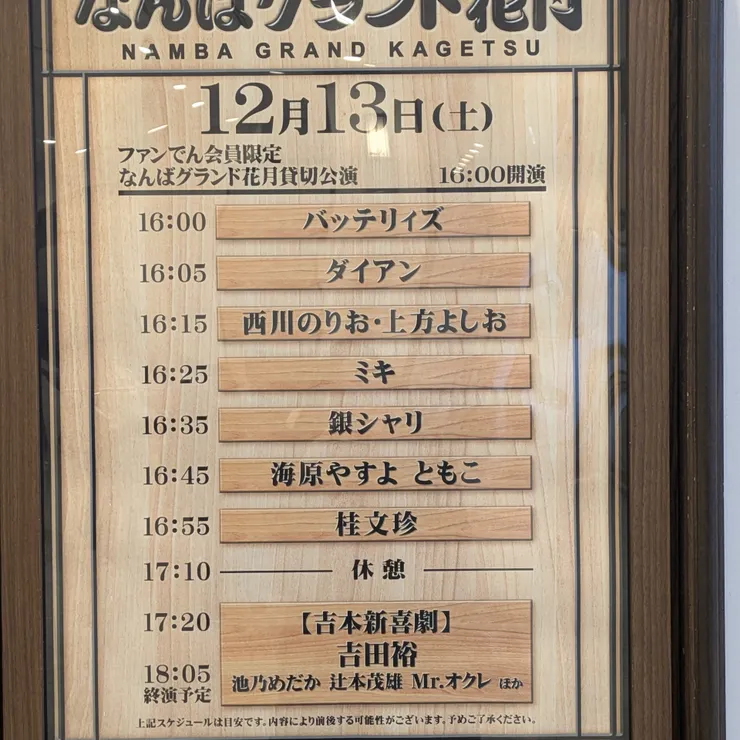 なんばグランド花月
NAMBA GRAND KAGETSU
12月13日(土)
ファンでん会員限定
なんばグランド花月貸切公演 16:00開演
16:00 バッテリィズ
16:05 ダイアン
16:15 西川のりお・上方よしお
16:25 ミキ
16:35 銀シャリ
16:45 海原やすよ ともこ
16:55 桂文珍
17:10 休憩
17:20 【吉本新喜劇】
吉田裕
18:05 池乃めだか 辻本茂雄 Mr.オクレ ほか
終演予定
上記スケジュールは目安です。内容により前後する可能性がございます。予めご了承ください。